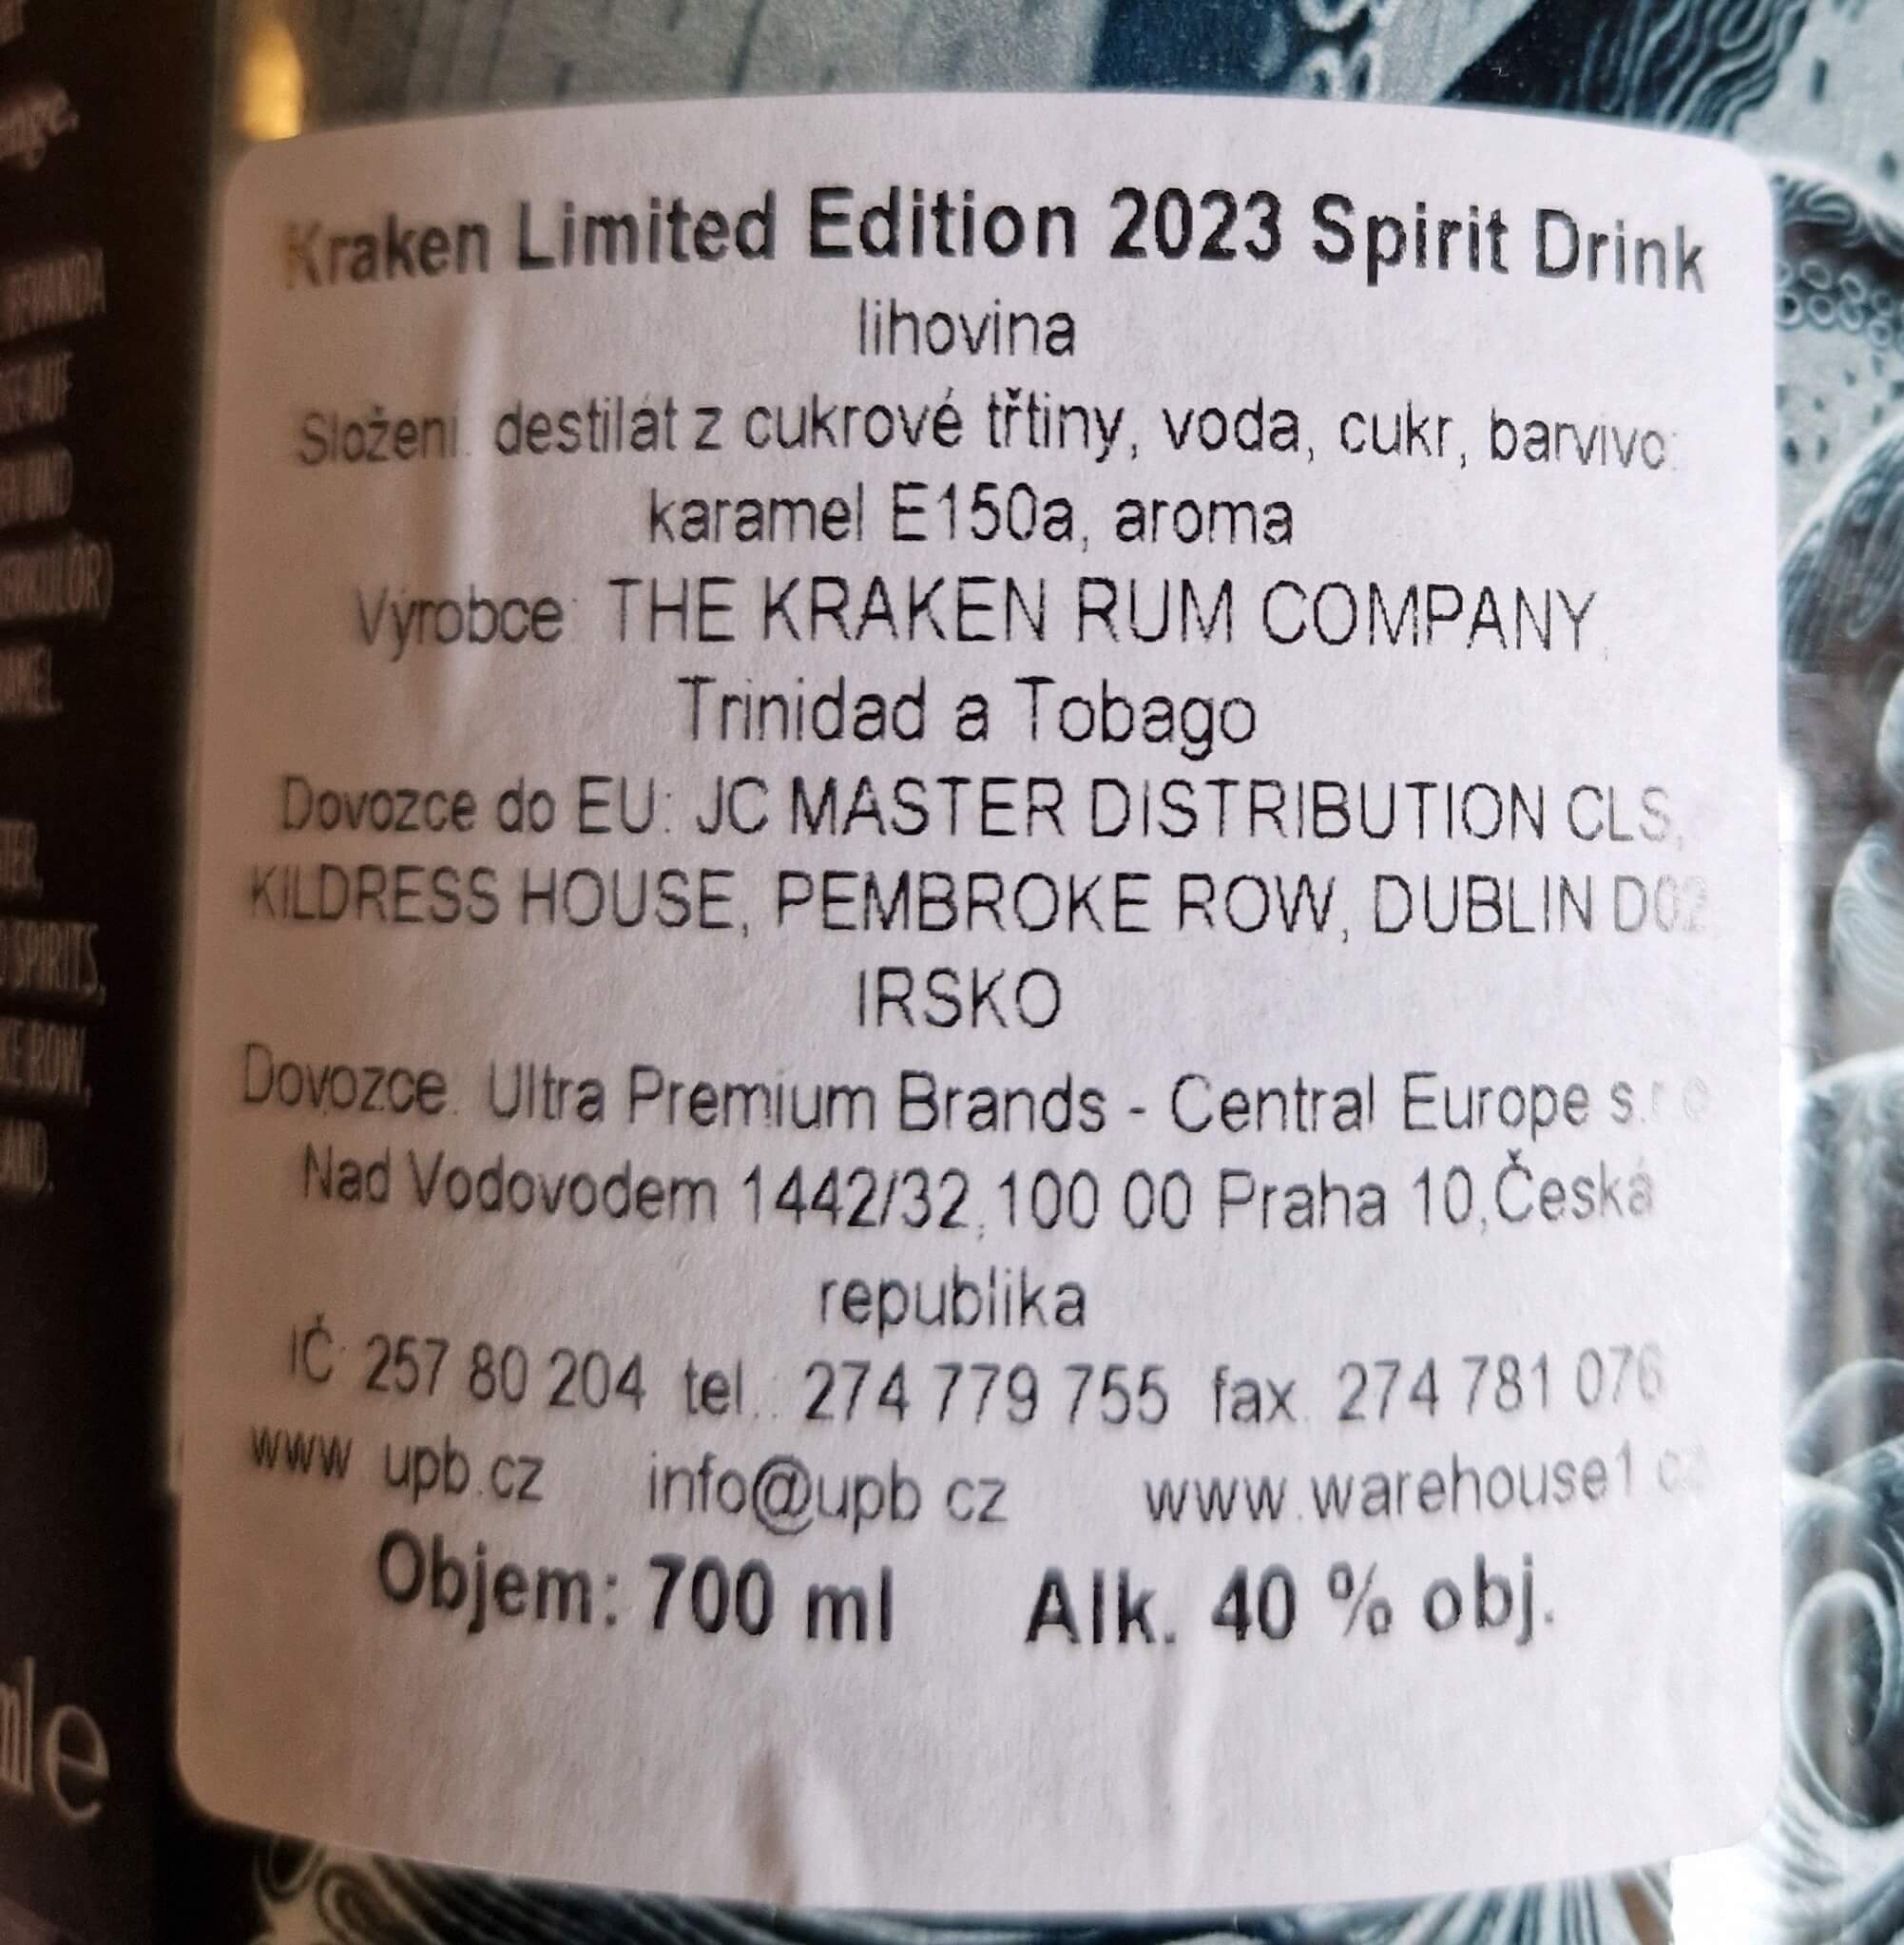 Kraken Limited Edition 2023 Spirit Drink
lihovina
Složení: destilát z cukrové třtiny, voda, cukr, barvivo:
karamel E150a, aroma
Výrobce: THE KRAKEN RUM COMPANY,
Trinidad a Tobago
Dovozce do EU: JC MASTER DISTRIBUTION CLS,
KILDRESS HOUSE, PEMBROKE ROW, DUBLIN D02
IRSKO
Dovozce: Ultra Premium Brands - Central Europe s.r.o
Nad Vodovodem 1442/32, 100 00 Praha 10,Česká
republika
IČ: 257 80 204 tel.: 274 779 755 fax. 274 781 076
www.upb.cz info@upb.cz www.warehouse1.cz
Objem: 700 ml Alk. 40 % obj.
SPIRITS,
ROW,